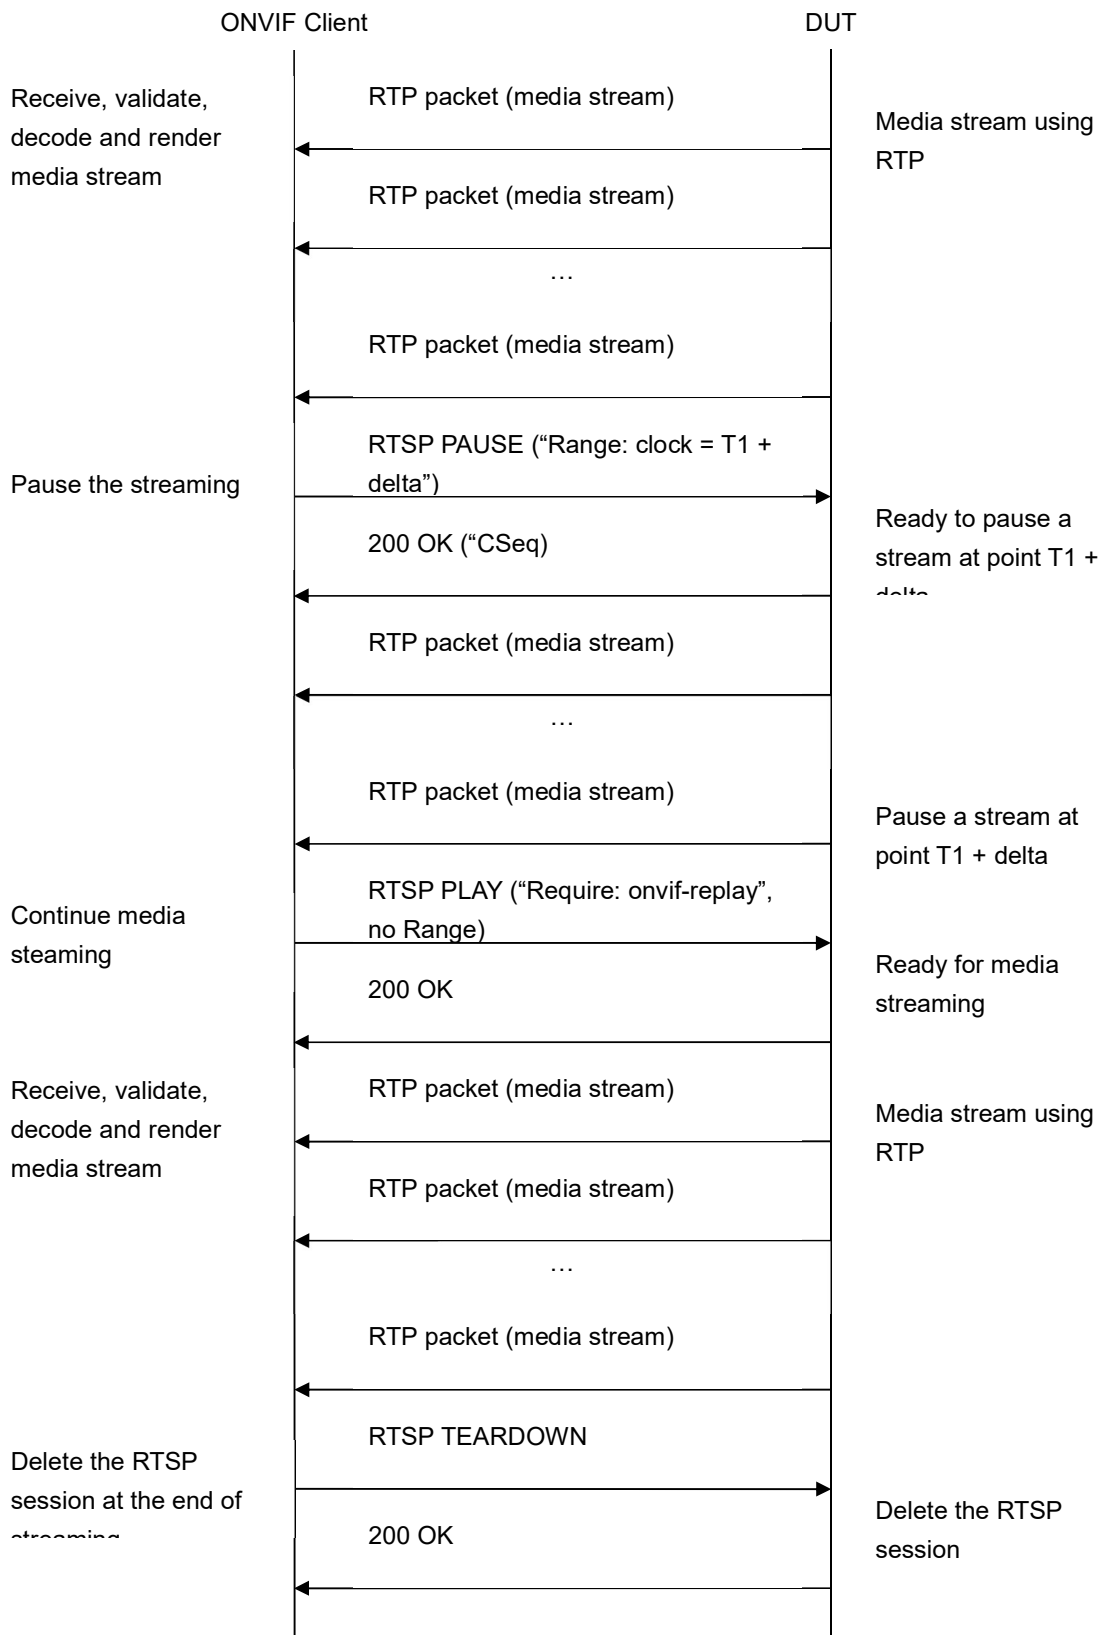 ONVIF Client
DUT
Receive, validate,
decode and render
media stream
RTP packet (media stream)
Media stream using
RTP
RTP packet (media stream)
…
RTP packet (media stream)
Pause the streaming
RTSP PAUSE (“Range: clock = T1 +
delta”)
200 OK (“CSeq)
Ready to pause a
stream at point T1 +
delta
RTP packet (media stream)
…
RTP packet (media stream)
Pause a stream at
point T1 + delta
Continue media
steaming
RTSP PLAY (“Require: onvif-replay”,
no Range)
Ready for media
streaming
200 OK
Receive, validate,
decode and render
media stream
RTP packet (media stream)
Media stream using
RTP
RTP packet (media stream)
…
RTP packet (media stream)
RTSP TEARDOWN
Delete the RTSP
session at the end of
streaming
200 OK
Delete the RTSP
session